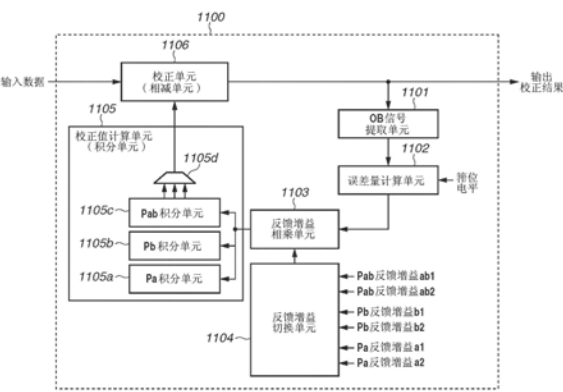 1100
1106
输入数据
校正单元
（相减单元）
输出
校正结果
1101
OB信号
提取单元
1105
校正值计算单元
（积分单元）
1105d
1102
误差量计算单元
箝位
电平
1105c
Pab积分单元
1103
反馈增益
相乘单元
1105b
Pb积分单元
1105a
Pa积分单元
1104
反馈增益
切换单元
Pab反馈增益ab1
Pab反馈增益ab2
Pb反馈增益b1
Pb反馈增益b2
Pa反馈增益a1
Pa反馈增益a2